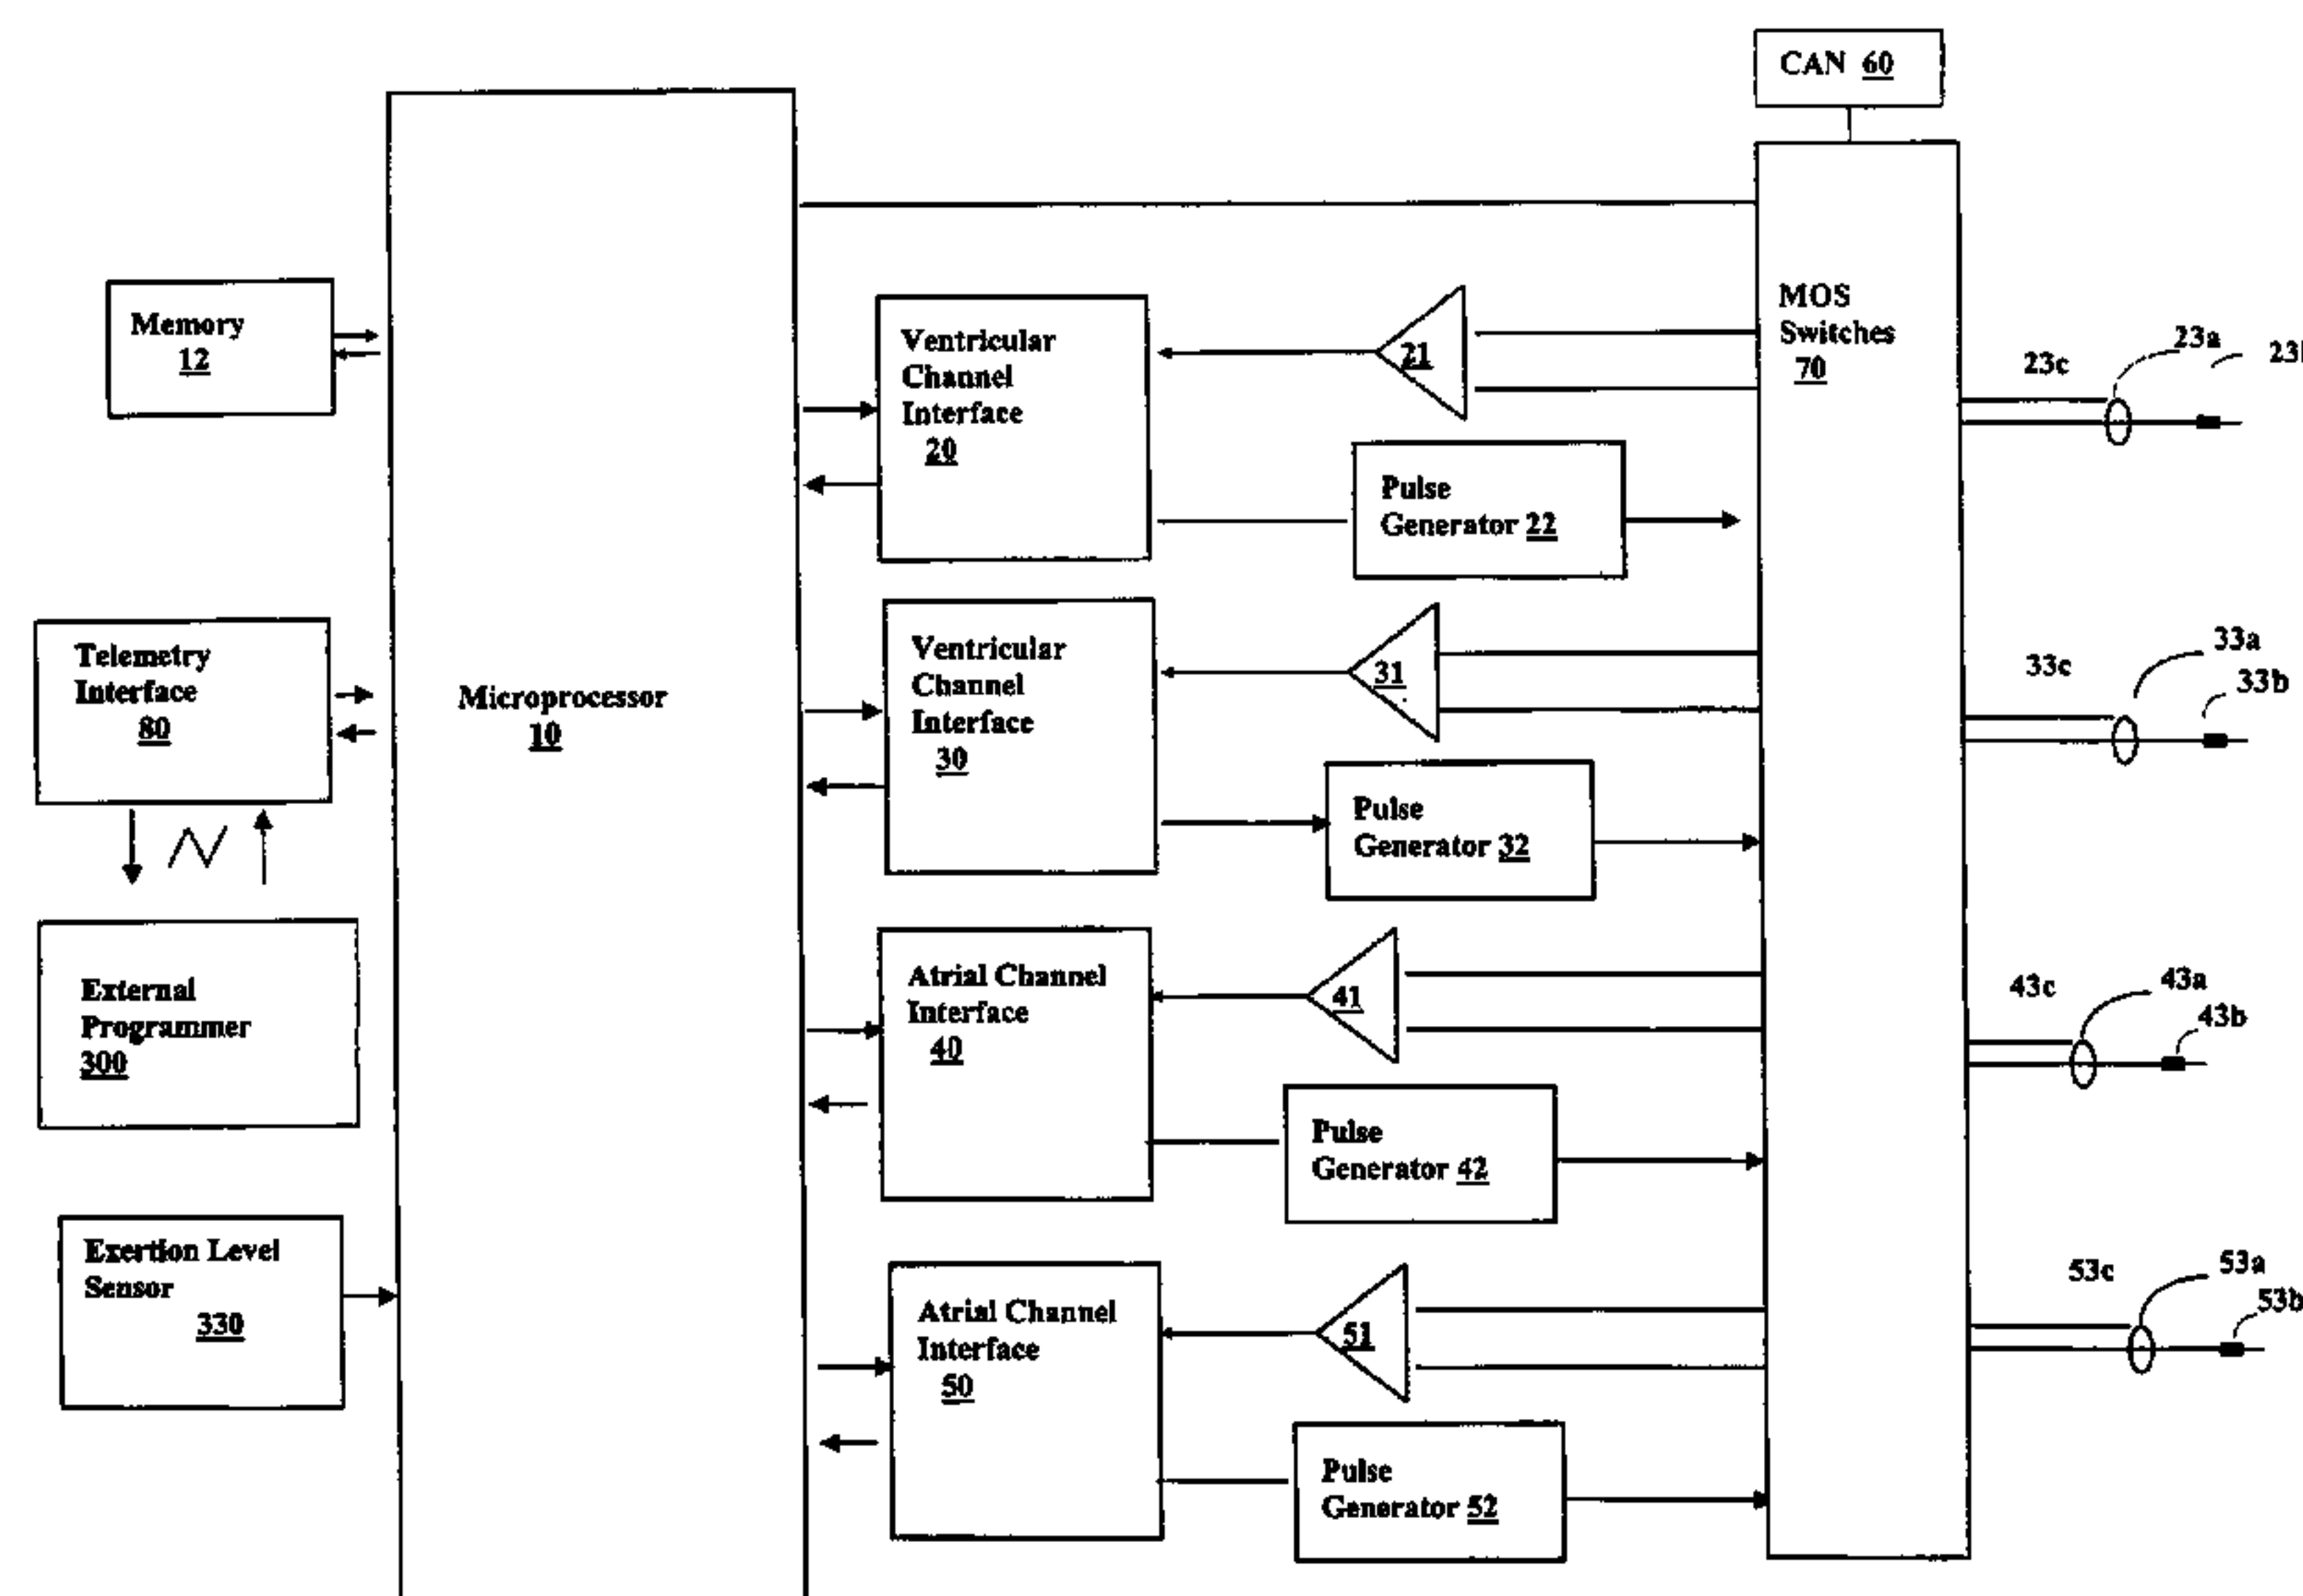 CAN 60
Memory
12
Telemetry
Interface
80
External
Programmer
300
Exertion Level
Sensor
330
Microprocessor
10
Ventricular
Channel
Interface
20
21
Pulse
Generator 22
Ventricular
Channel
Interface
30
31
Pulse
Generator 32
Atrial Channel
Interface
40
41
Pulse
Generator 42
Atrial Channel
Interface
50
51
Pulse
Generator 52
MOS
Switches
70
23c
23a
33c
33a
33b
43c
43a
43b
53c
53a
53b